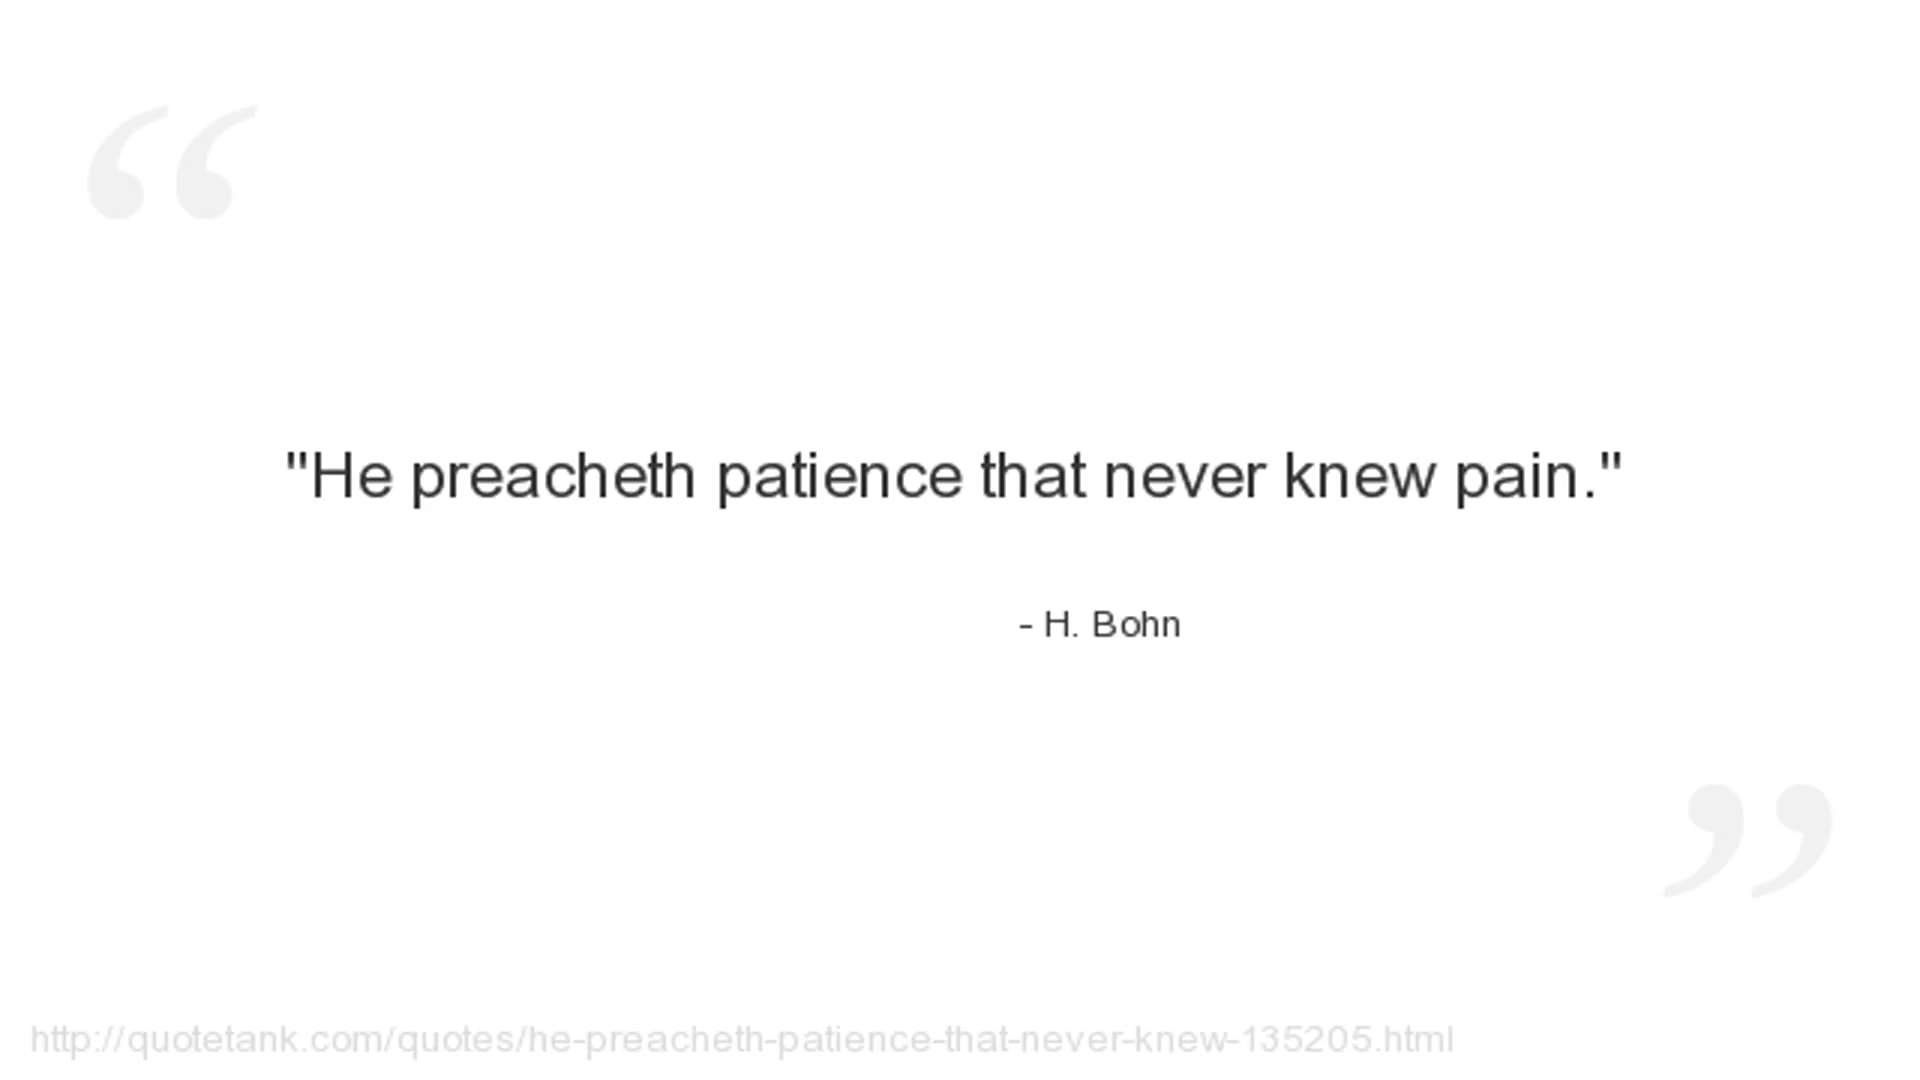 "He preacheth patience that never knew pain."
- H. Bohn
http://quotetank.com/quotes/he-preacheth-patience-that-never-knew-135205.html